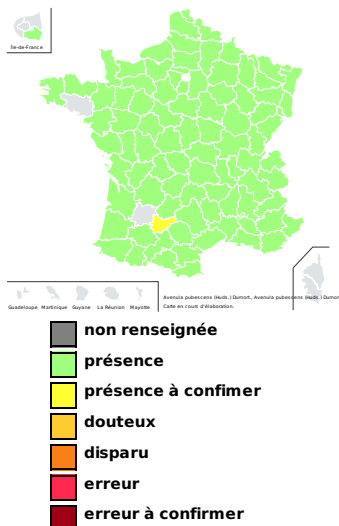 Île-de-France
Guadeloupe Martinique Guyane La Réunion Mayotte
Avenula pubescens (Huds.) Dumort., Avenula pubescens (Huds.) Dumor
Carte en cours d'élaboration.
non renseignée
présence
présence à confimer
douteux
disparu
erreur
erreur à confirmer